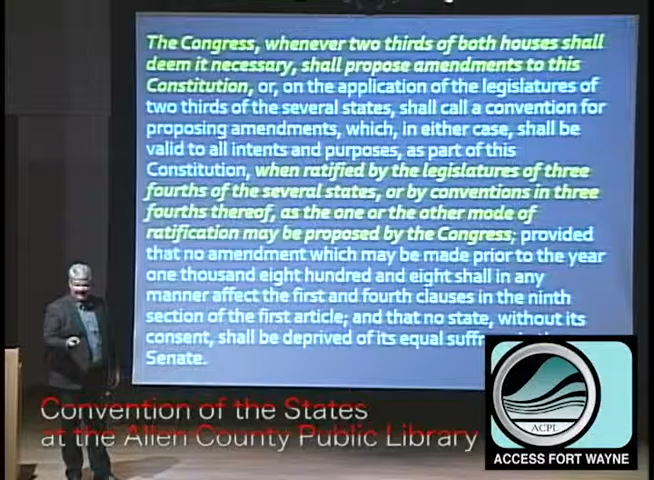 The Congress, whenever two thirds of both houses shall
deem it necessary, shall propose amendments to this
Constitution, or, on the application of the legislatures of
two thirds of the several states, shall call a convention for
proposing amendments, which, in either case, shall be
valid to all intents and purposes, as part of this
Constitution, when ratified by the legislatures of three
fourths of the several states, or by conventions in three
fourths thereof, as the one or the other mode of
ratification may be proposed by the Congress; provided
that no amendment which may be made prior to the year
one thousand eight hundred and eight shall in any
manner affect the first and fourth clauses in the ninth
section of the first article; and that no state, without its
consent, shall be deprived of its equal
Senate.
Convention of the States
at the Allen County Public Library
ACPL
ACCESS FORT WAYNE